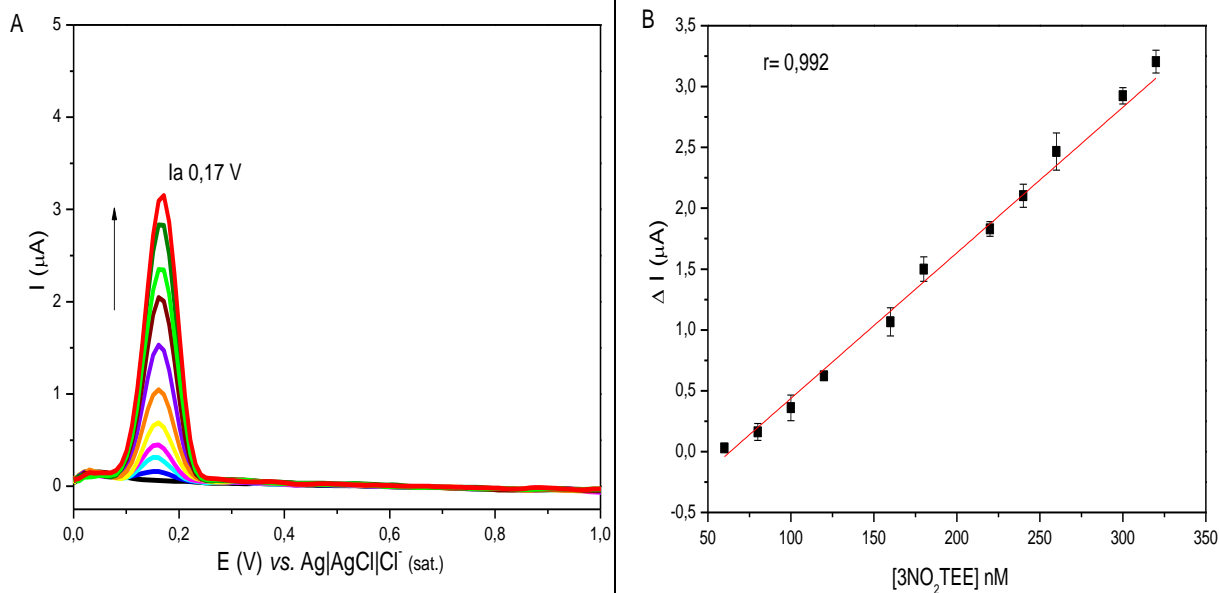 A
5
4
3
2
1
0
I (μA)
Ia 0,17 V
0,0 0,2 0,4 0,6 0,8 1,0
E (V) vs. Ag|AgCl|Cl⁻ (sat.)
B
r= 0,992
3,5
3,0
2,5
2,0
1,5
1,0
0,5
0,0
-0,5
Δ I (μA)
50 100 150 200 250 300 350
[3NO₂TEE] nM